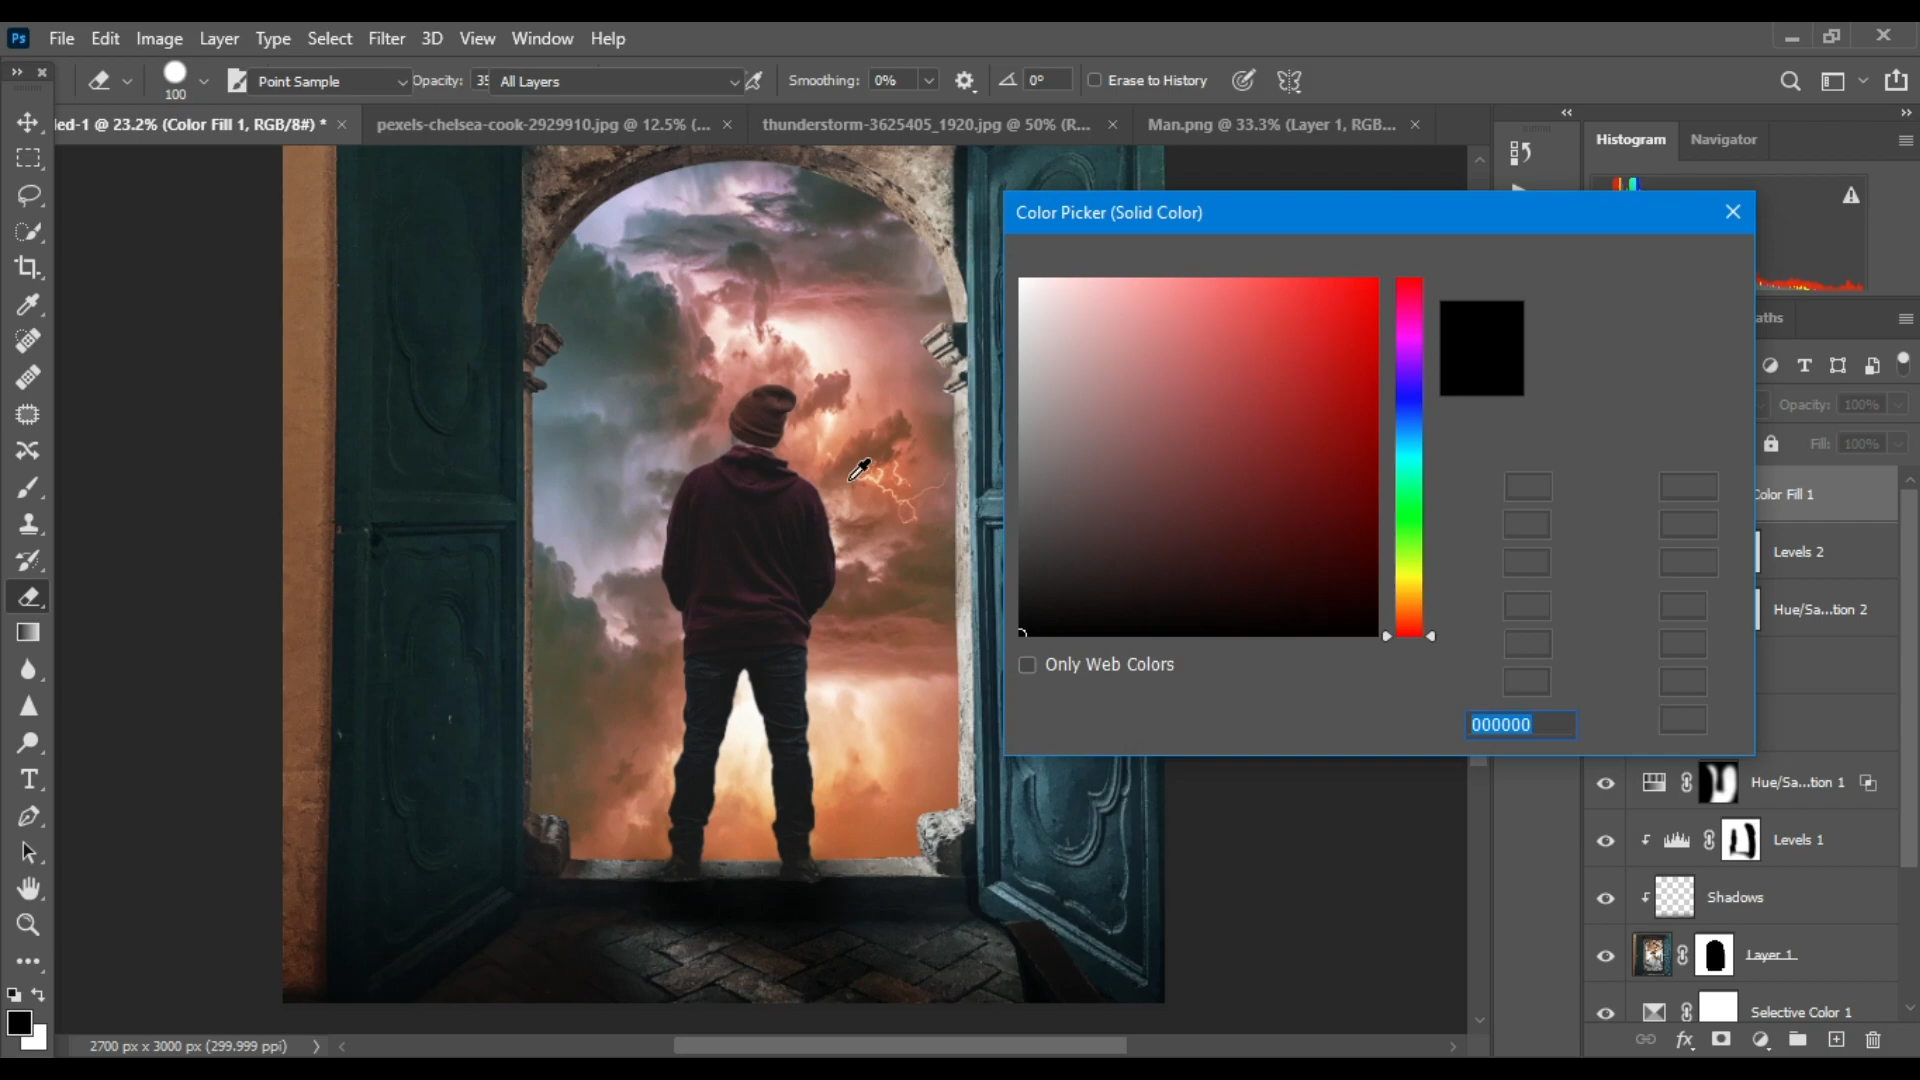 Ps File Edit Image Layer Type Select Filter 3D View Window Help
100 Point Sample Opacity: 35 All Layers Smoothing: 0% 0° Erase to History
led-1 @ 23.2% (Color Fill 1, RGB/8#) * pexels-chelsea-cook-2929910.jpg @ 12.5% (... thunderstorm-3625405_1920.jpg @ 50% (R... Man.png @ 33.3% (Layer 1, RGB...
Histogram Navigator
Color Picker (Solid Color)
aths
Opacity: 100%
Fill: 100%
Color Fill 1
Levels 2
Hue/Sa...tion 2
Only Web Colors
000000
Hue/Sa...tion 1
Levels 1
Shadows
Layer 1
Selective Color 1
2700 px x 3000 px (299.999 ppi)